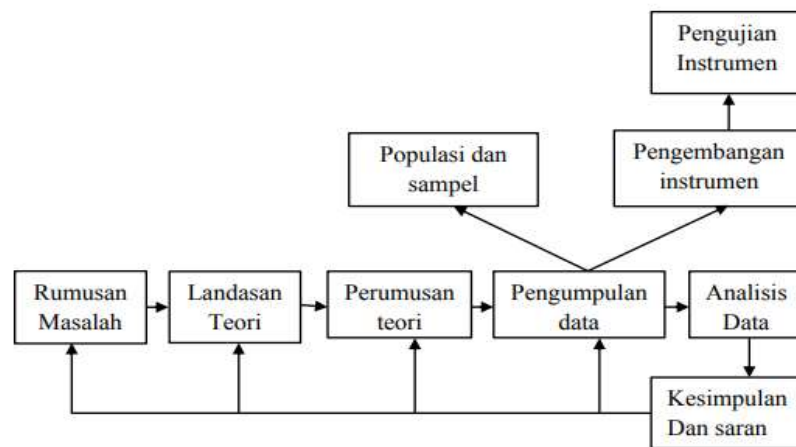 Pengujian
Instrumen
Populasi dan
sampel
Pengembangan
instrumen
Rumusan
Masalah
Landasan
Teori
Perumusan
teori
Pengumpulan
data
Analisis
Data
Kesimpulan
Dan saran